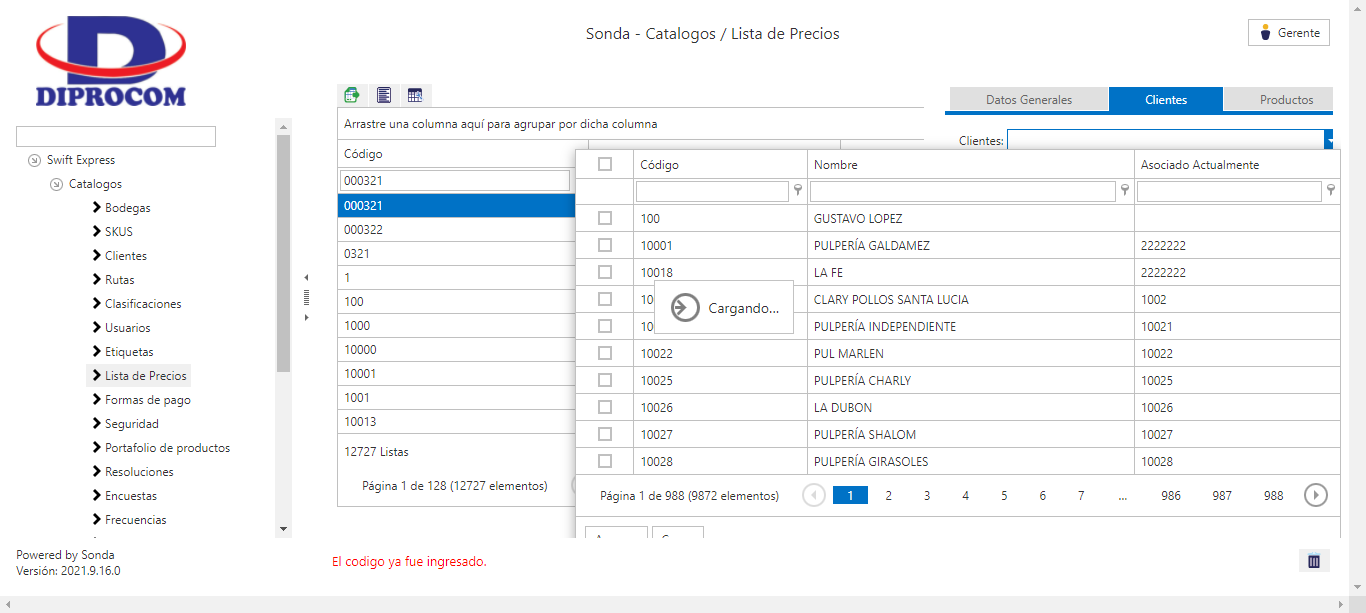 DIPROCOM
Sonda - Catalogos / Lista de Precios
Gerente
Swift Express
Catalogos
Bodegas
SKUS
Clientes
Rutas
Clasificaciones
Usuarios
Etiquetas
Lista de Precios
Formas de pago
Seguridad
Portafolio de productos
Resoluciones
Encuestas
Frecuencias
Powered by Sonda
Versión: 2021.9.16.0
Arrastre una columna aquí para agrupar por dicha columna
Código
000321
000321
000322
0321
1
100
1000
10000
10001
1001
10013
12727 Listas
Página 1 de 128 (12727 elementos)
Datos Generales Clientes Productos
Clientes:
Código Nombre Asociado Actualmente
100 GUSTAVO LOPEZ
10001 PULPERÍA GALDAMEZ 2222222
10018 LA FE 2222222
CLARY POLLOS SANTA LUCIA 1002
PULPERÍA INDEPENDIENTE 10021
10022 PUL MARLEN 10022
10025 PULPERÍA CHARLY 10025
10026 LA DUBON 10026
10027 PULPERÍA SHALOM 10027
10028 PULPERÍA GIRASOLES 10028
Cargando...
Página 1 de 988 (9872 elementos) 1 2 3 4 5 6 7 ... 986 987 988
El codigo ya fue ingresado.